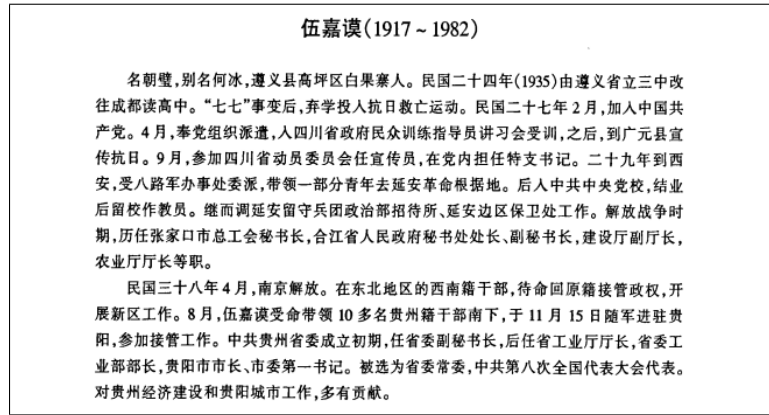 伍嘉谟(1917~1982)
名朝璧,别名何冰,遵义县高坪区白果寨人。民国二十四年(1935)由遵义省立三中改
往成都读高中。“七七”事变后,弃学投入抗日救亡运动。民国二十七年2月,加入中国共
产党。4月,奉党组织派遣,入四川省政府民众训练指导员讲习会受训,之后,到广元县宣
传抗日。9月,参加四川省动员委员会任宣传员,在党内担任特支书记。二十九年到西
安,受八路军办事处委派,带领一部分青年去延安革命根据地。后入中共中央党校,结业
后留校作教员。继而调延安留守兵团政治部招待所、延安边区保卫处工作。解放战争时
期,历任张家口市总工会秘书长,合江省人民政府秘书处处长、副秘书长,建设厅副厅长,
农业厅厅长等职。
民国三十八年4月,南京解放。在东北地区的西南籍干部,待命回原籍接管政权,开
展新区工作。8月,伍嘉谟受命带领10多名贵州籍干部南下,于11月15日随军进驻贵
阳,参加接管工作。中共贵州省委成立初期,任省委副秘书长,后任省工业厅厅长,省委工
业部部长,贵阳市市长、市委第一书记。被选为省委常委,中共第八次全国代表大会代表。
对贵州经济建设和贵阳城市工作,多有贡献。